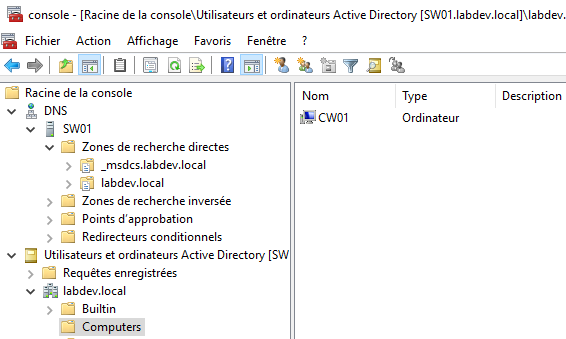 console - [Racine de la console\Utilisateurs et ordinateurs Active Directory [SW01.labdev.local]\labdev.
Fichier Action Affichage Favoris Fenêtre ?
Racine de la console
DNS
SW01
Zones de recherche directes
_msdcs.labdev.local
labdev.local
Zones de recherche inversée
Points d'approbation
Redirecteurs conditionnels
Utilisateurs et ordinateurs Active Directory [SW
Requêtes enregistrées
labdev.local
Builtin
Computers
Nom Type Description
CW01 Ordinateur